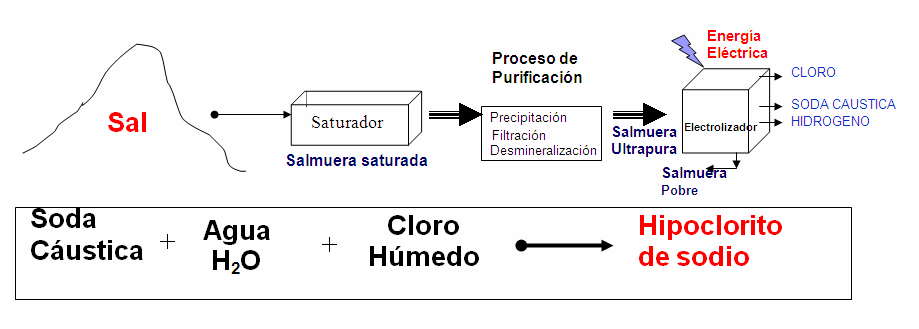 Energía
Eléctrica
Proceso de
Purificación
CLORO
Sal
Saturador
Precipitación
Filtración
Desmineralización
Electrolizador
SODA CAUSTICA
HIDROGENO
Salmuera saturada
Salmuera
Ultrapura
Salmuera
Pobre
Soda
Cáustica
+
Agua
H₂O
+
Cloro
Húmedo
Hipoclorito
de sodio